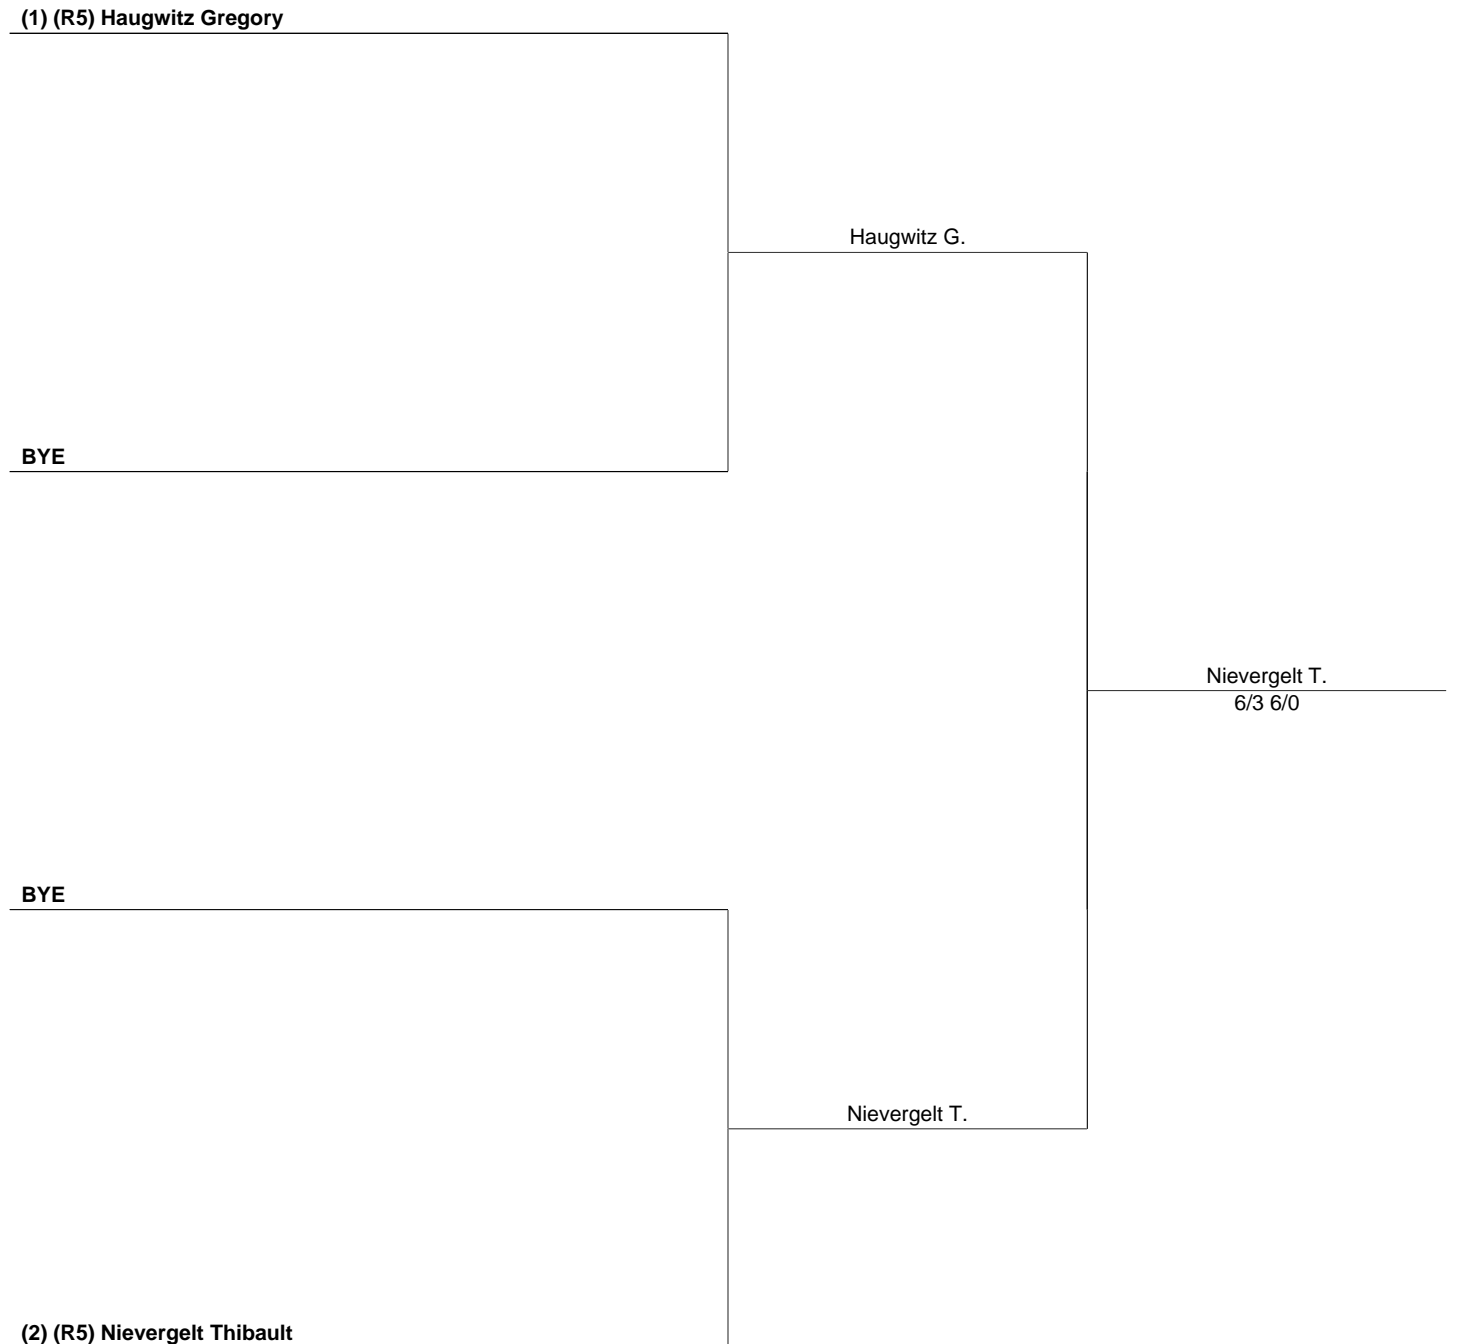 (1) (R5) Haugwitz Gregory
Haugwitz G.
BYE
Nievergelt T.
6/3 6/0
BYE
Nievergelt T.
(2) (R5) Nievergelt Thibault